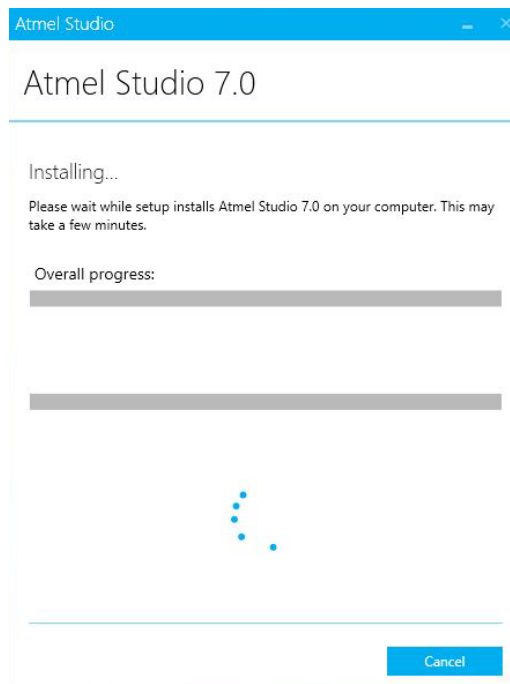 Atmel Studio
Atmel Studio 7.0
Installing...
Please wait while setup installs Atmel Studio 7.0 on your computer. This may
take a few minutes.
Overall progress:
Cancel